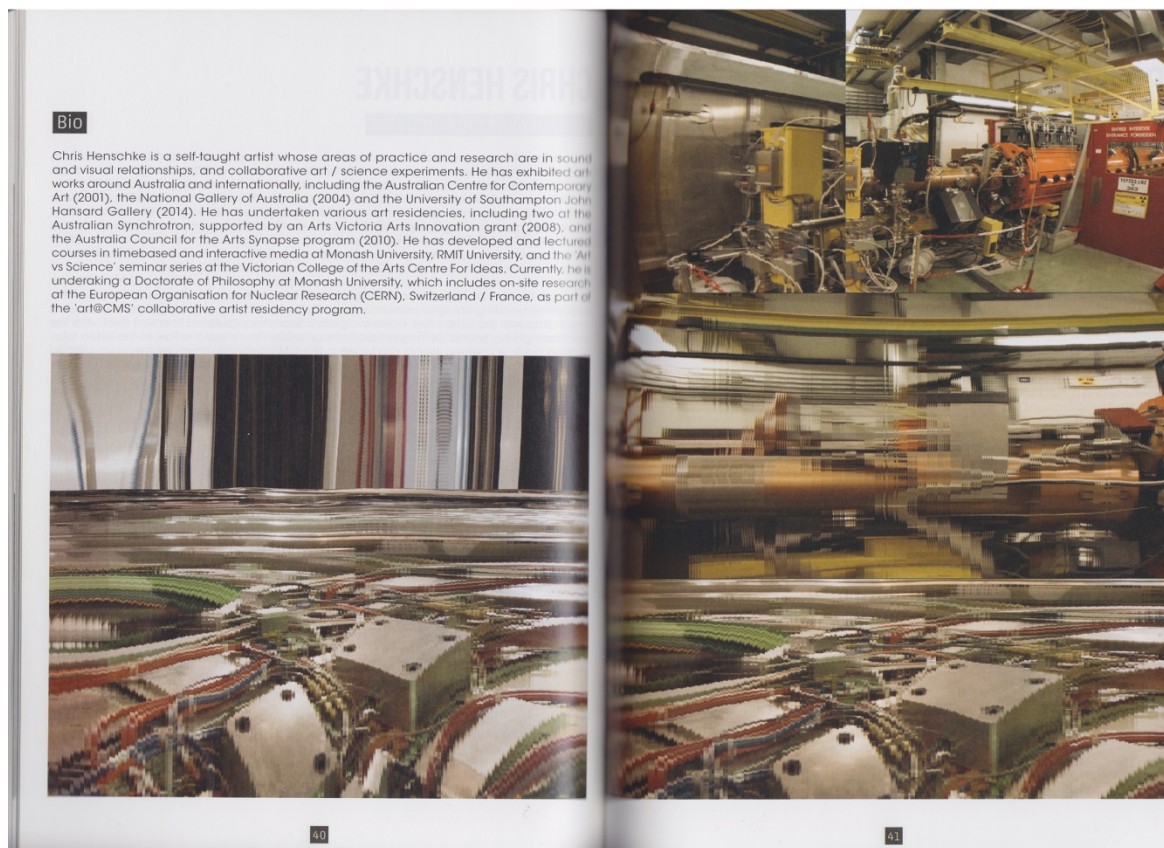 Bio
Chris Henschke is a self-taught artist whose areas of practice and research are in sound
and visual relationships, and collaborative art / science experiments. He has exhibited art
works around Australia and internationally, including the Australian Centre for Contemporary
Art (2001), the National Gallery of Australia (2004) and the University of Southampton John
Hansard Gallery (2014). He has undertaken various art residencies, including two at the
Australian Synchrotron, supported by an Arts Victoria Arts Innovation grant (2008), and
the Australia Council for the Arts Synapse program (2010). He has developed and lectured
courses in timebased and interactive media at Monash University, RMIT University, and the 'Art
vs Science' seminar series at the Victorian College of the Arts Centre For Ideas. Currently, he is
underaking a Doctorate of Philosophy at Monash University, which includes on-site research
at the European Organisation for Nuclear Research (CERN), Switzerland / France, as part of
the 'art@CMS' collaborative artist residency program.
40
ENTREE INTERDITE
ENTRANCE FORBIDDEN
41